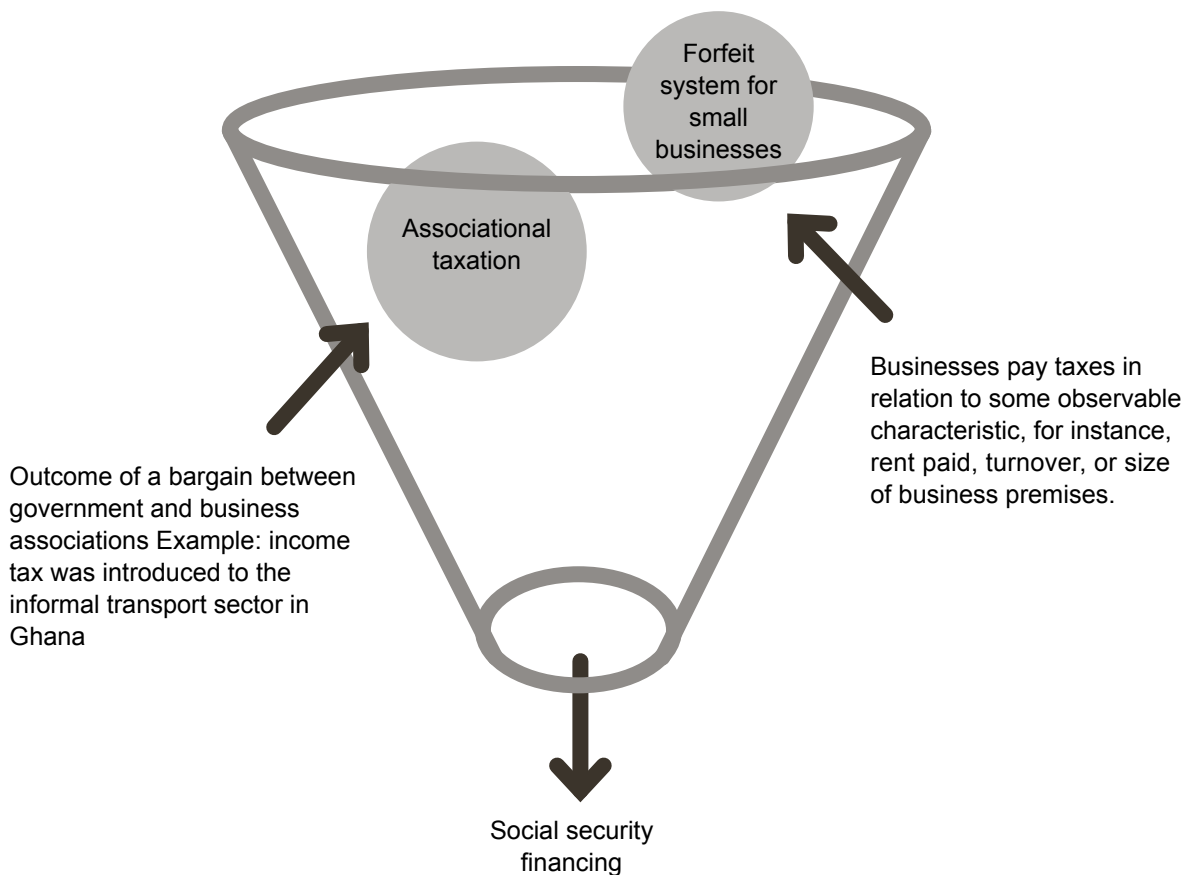 Forfeit
system for
small
businesses
Associational
taxation
Businesses pay taxes in
relation to some observable
characteristic, for instance,
rent paid, turnover, or size
of business premises.
Outcome of a bargain between
government and business
associations Example: income
tax was introduced to the
informal transport sector in
Ghana
Social security
financing